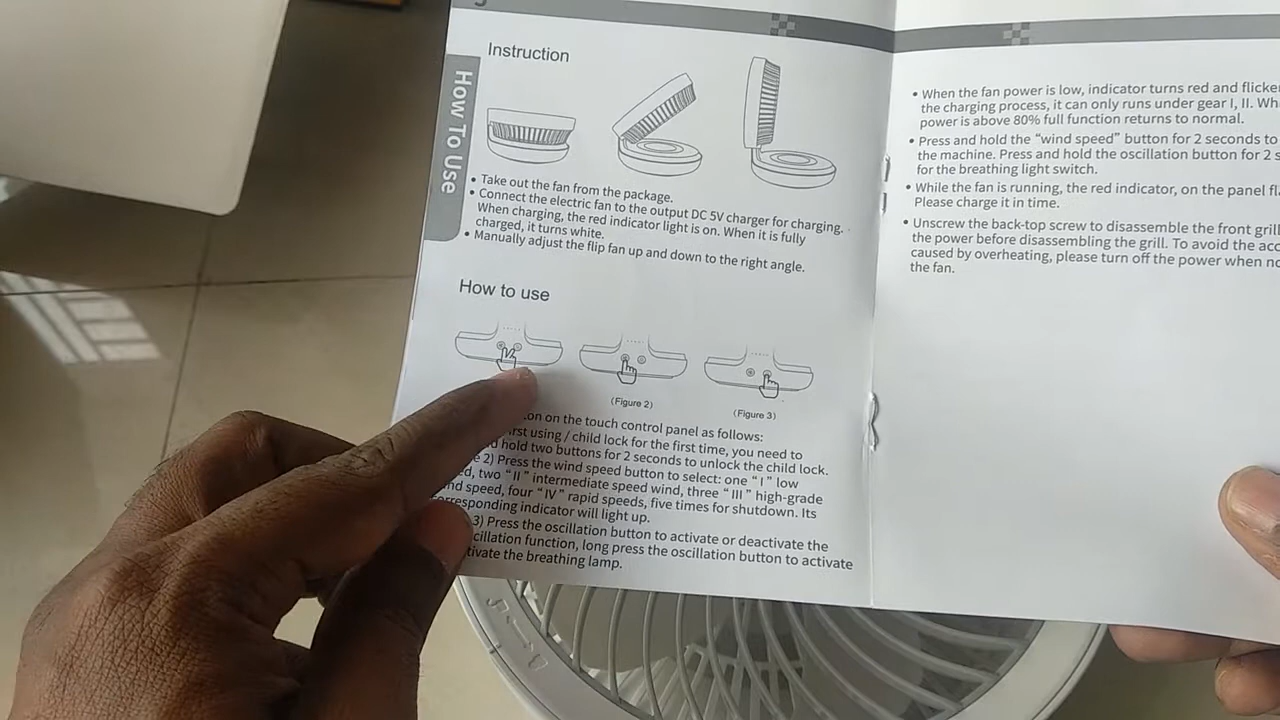 Instruction
How To Use
• Take out the fan from the package.
• Connect the electric fan to the output DC 5V charger for charging.
When charging, the red indicator light is on. When it is fully
charged, it turns white.
• Manually adjust the flip fan up and down to the right angle.
How to use
(Figure 2)
(Figure 3)
on the touch control panel as follows:
using / child lock for the first time, you need to
hold two buttons for 2 seconds to unlock the child lock.
2) Press the wind speed button to select: one “ I ” low
two “ II ” intermediate speed wind, three “ III ” high-grade
speed, four “ IV ” rapid speeds, five times for shutdown. Its
indicator will light up.
3) Press the oscillation button to activate or deactivate the
function, long press the oscillation button to activate
the breathing lamp.
• When the fan power is low, indicator turns red and
the charging process, it can only runs under gear I, II.
power is above 80% full function returns to normal.
• Press and hold the “wind speed” button for 2 seconds to
the machine. Press and hold the oscillation button for 2
for the breathing light switch.
• While the fan is running, the red indicator, on the panel
Please charge it in time.
• Unscrew the back-top screw to disassemble the front
the power before disassembling the grill. To avoid the
caused by overheating, please turn off the power when
the fan.